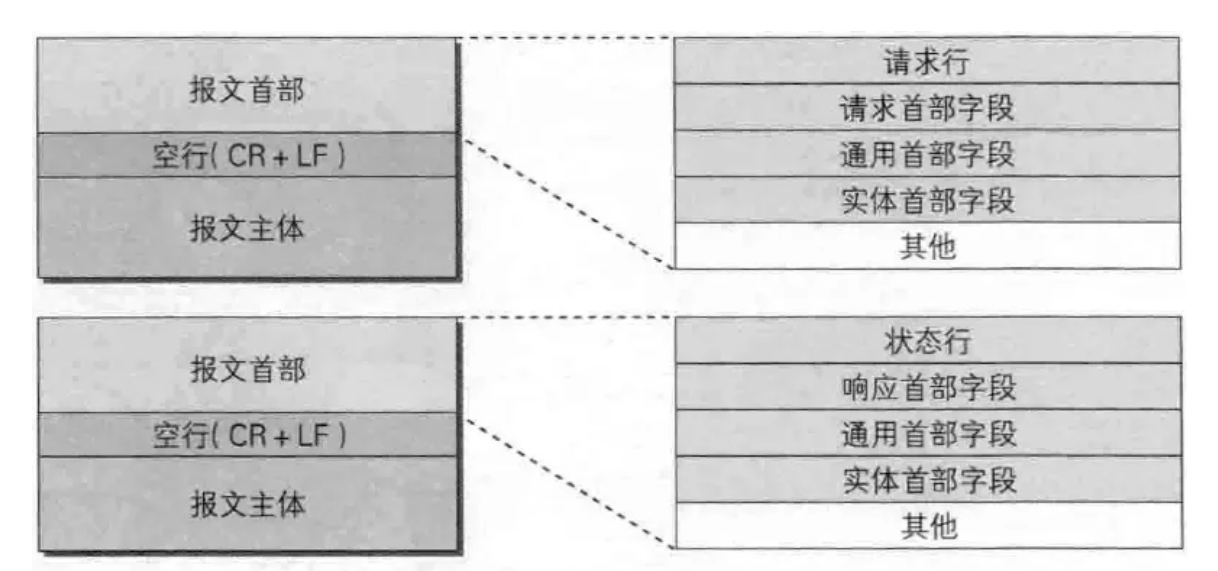 报文首部
空行( CR + LF )
报文主体
请求行
请求首部字段
通用首部字段
实体首部字段
其他
报文首部
空行( CR + LF )
报文主体
状态行
响应首部字段
通用首部字段
实体首部字段
其他